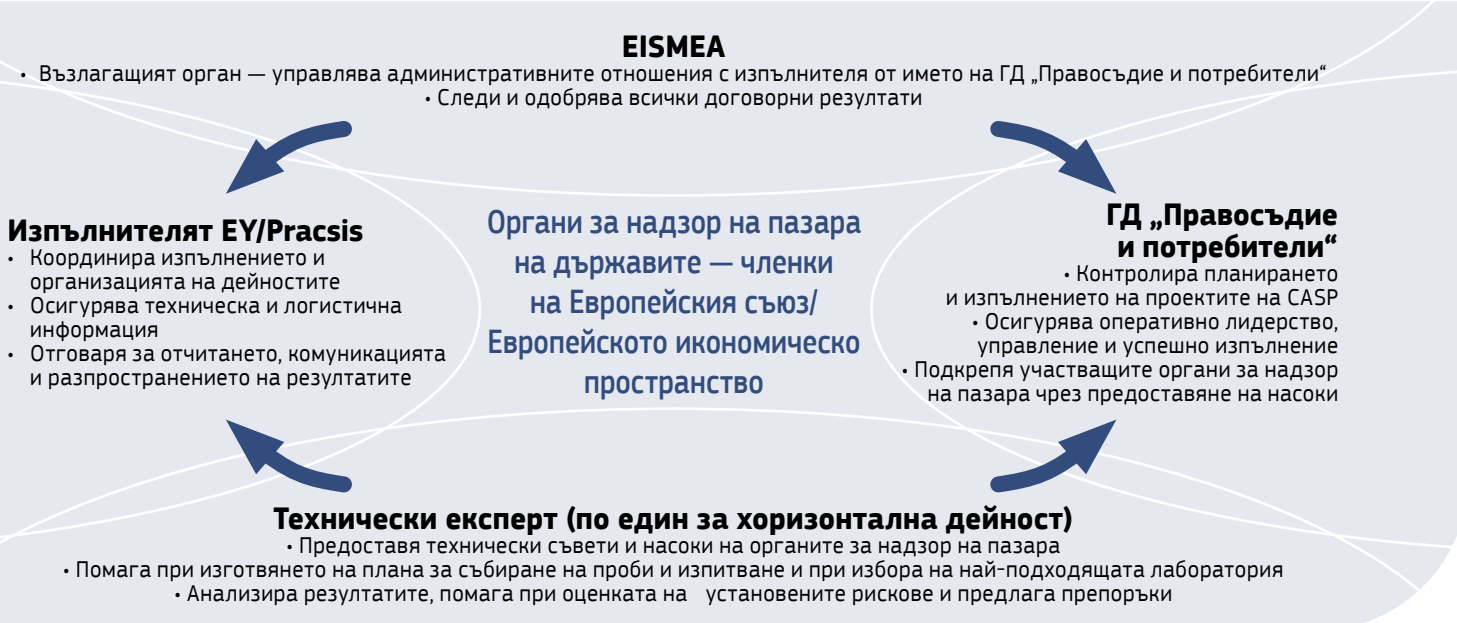 EISMEA
• Възлагащият орган — управлява административните отношения с изпълнителя от името на ГД „Правосъдие и потребители“
• Следи и одобрява всички договорни резултати
Изпълнителят EY/Pracsis
• Координира изпълнението и
организацията на дейностите
• Осигурява техническа и логистична
информация
• Отговаря за отчитането, комуникацията
и разпространението на резултатите
Органи за надзор на пазара
на държавите — членки
на Европейския съюз/
Европейското икономическо
пространство
ГД „Правосъдие
и потребители“
• Контролира планирането
и изпълнението на проектите на CASP
• Осигурява оперативно лидерство,
управление и успешно изпълнение
• Подкрепя участващите органи за надзор
на пазара чрез предоставяне на насоки
Технически експерт (по един за хоризонтална дейност)
• Предоставя технически съвети и насоки на органите за надзор на пазара
• Помага при изготвянето на плана за събиране на проби и изпитване и при избора на най-подходящата лаборатория
• Анализира резултатите, помага при оценката на установените рискове и предлага препоръки